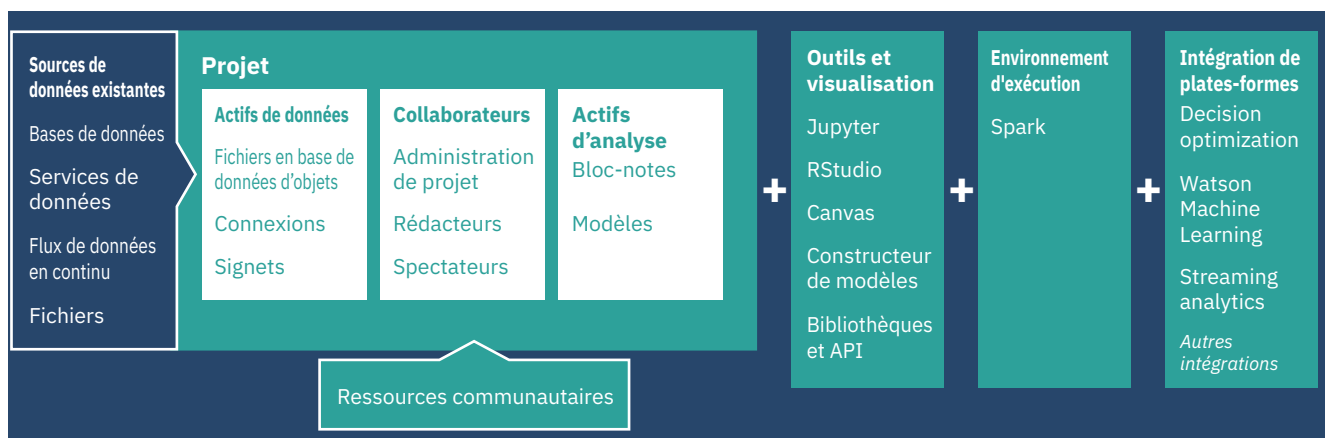 Sources de
données existantes
Bases de données
Services de
données
Flux de données
en continu
Fichiers
Projet
Actifs de données
Fichiers en base de
données d'objets
Connexions
Signets
Collaborateurs
Administration
de projet
Rédacteurs
Spectateurs
Actifs
d’analyse
Bloc-notes
Modèles
Ressources communautaires
+
Outils et
visualisation
Jupyter
RStudio
Canvas
Constructeur
de modèles
Bibliothèques
et API
+
Environnement
d'exécution
Spark
+
Intégration de
plates-formes
Decision
optimization
Watson
Machine
Learning
Streaming
analytics
Autres
intégrations